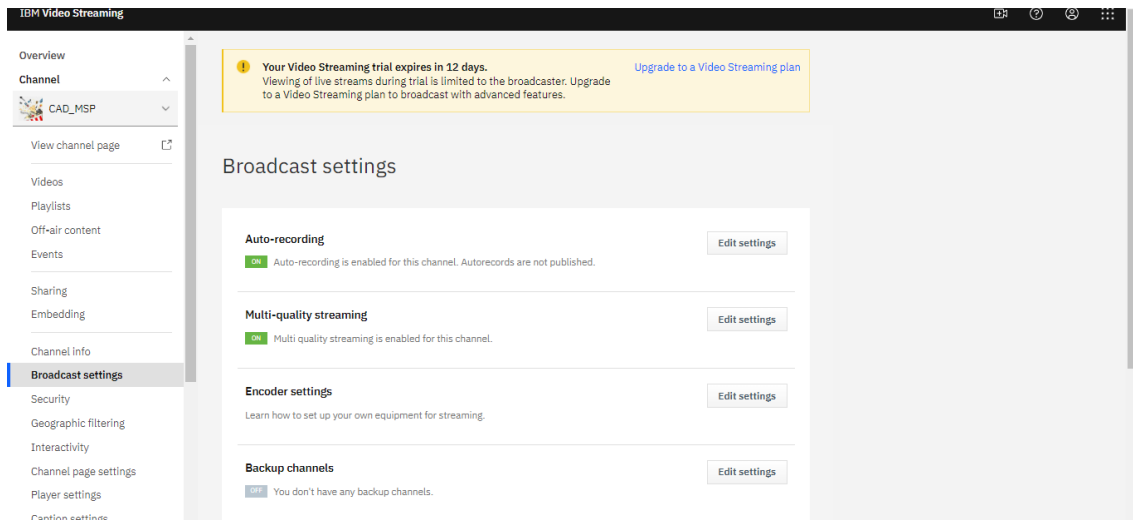 IBM Video Streaming
Overview
Channel
CAD_MSP
View channel page
Videos
Playlists
Off-air content
Events
Sharing
Embedding
Channel info
Broadcast settings
Security
Geographic filtering
Interactivity
Channel page settings
Player settings
Caption settings
Your Video Streaming trial expires in 12 days.
Upgrade to a Video Streaming plan
Viewing of live streams during trial is limited to the broadcaster. Upgrade
to a Video Streaming plan to broadcast with advanced features.
Broadcast settings
Auto-recording
Edit settings
ON Auto-recording is enabled for this channel. Autorecords are not published.
Multi-quality streaming
Edit settings
ON Multi quality streaming is enabled for this channel.
Encoder settings
Edit settings
Learn how to set up your own equipment for streaming.
Backup channels
Edit settings
OFF You don't have any backup channels.